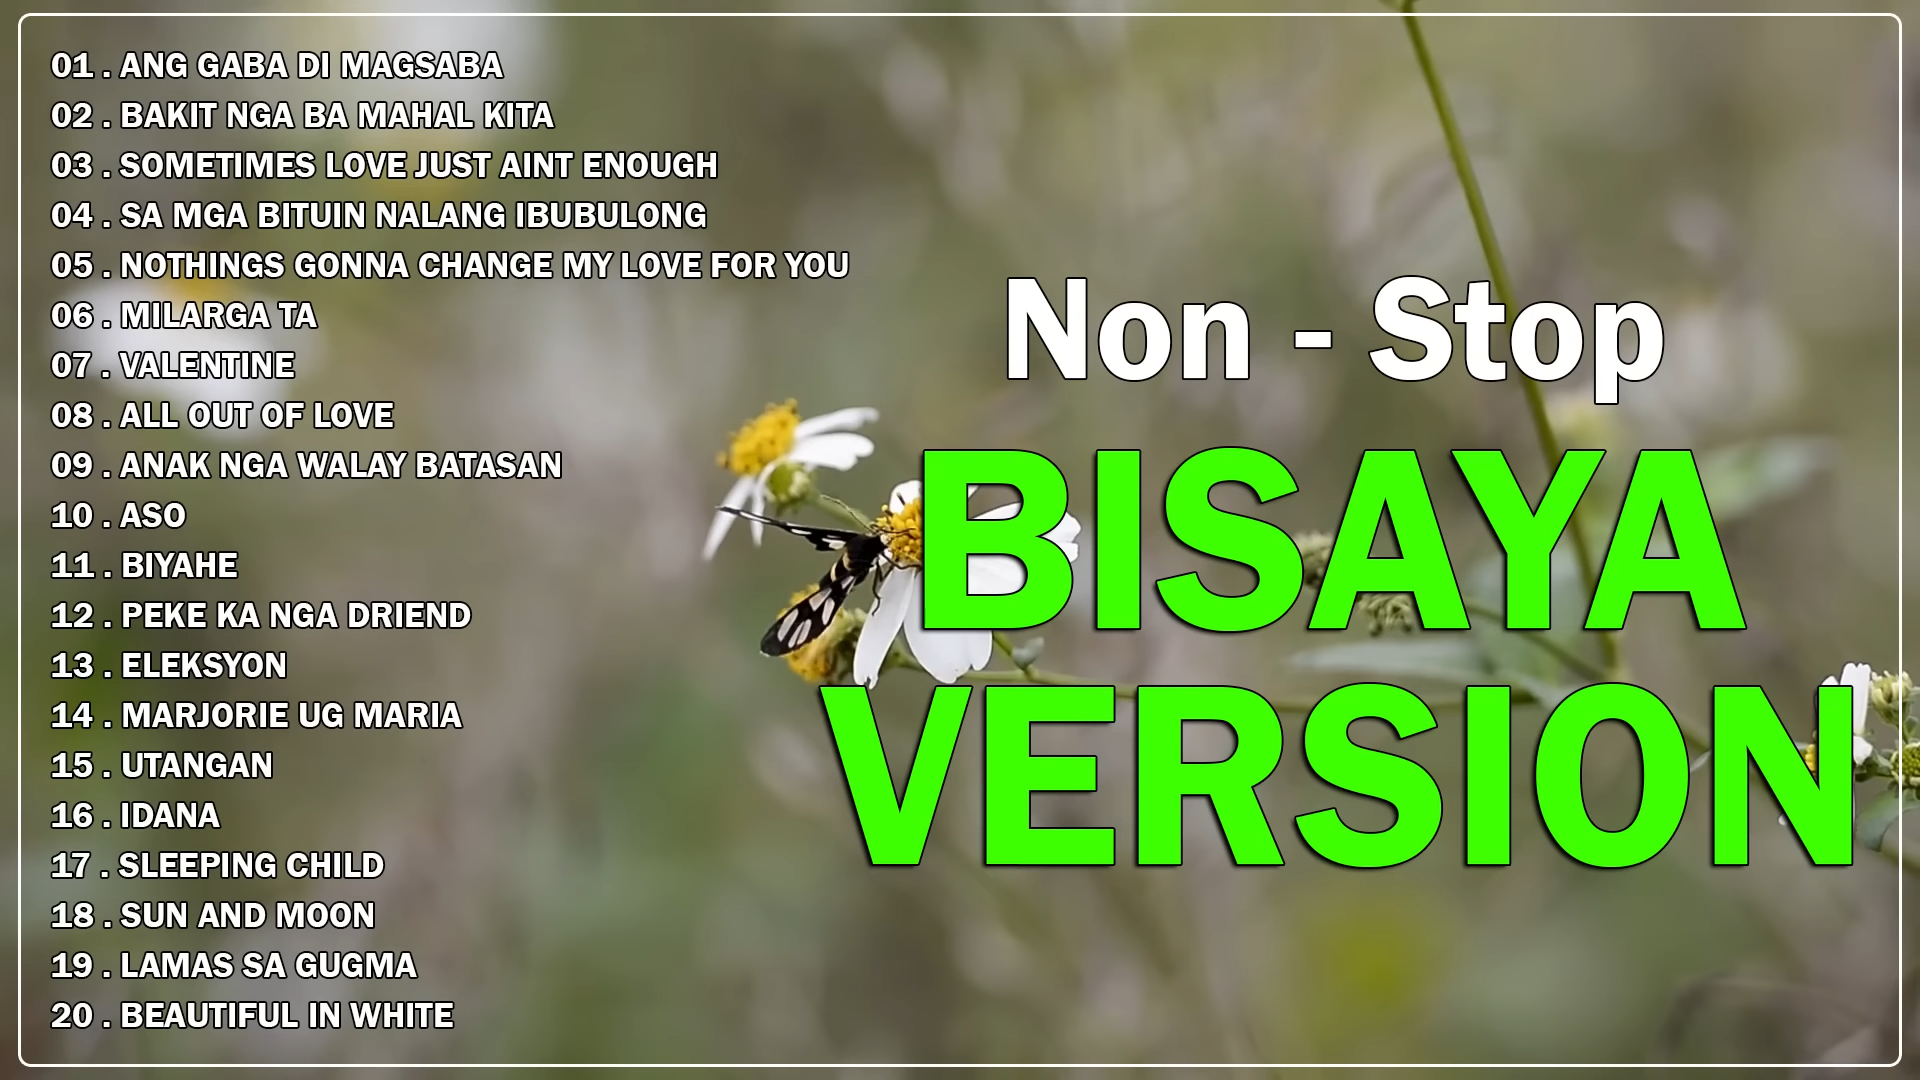 01 . ANG GABA DI MAGSABA
02 . BAKIT NGA BA MAHAL KITA
03 . SOMETIMES LOVE JUST AINT ENOUGH
04 . SA MGA BITUIN NALANG IBUBULONG
05 . NOTHINGS GONNA CHANGE MY LOVE FOR YOU
06 . MILARGA TA
07 . VALENTINE
08 . ALL OUT OF LOVE
09 . ANAK NGA WALAY BATASAN
10 . ASO
11 . BIYAHE
12 . PEKE KA NGA DRIEND
13 . ELEKSYON
14 . MARJORIE UG MARIA
15 . UTANGAN
16 . IDANA
17 . SLEEPING CHILD
18 . SUN AND MOON
19 . LAMAS SA GUGMA
20 . BEAUTIFUL IN WHITE
Non - Stop
BISAYA
VERSION